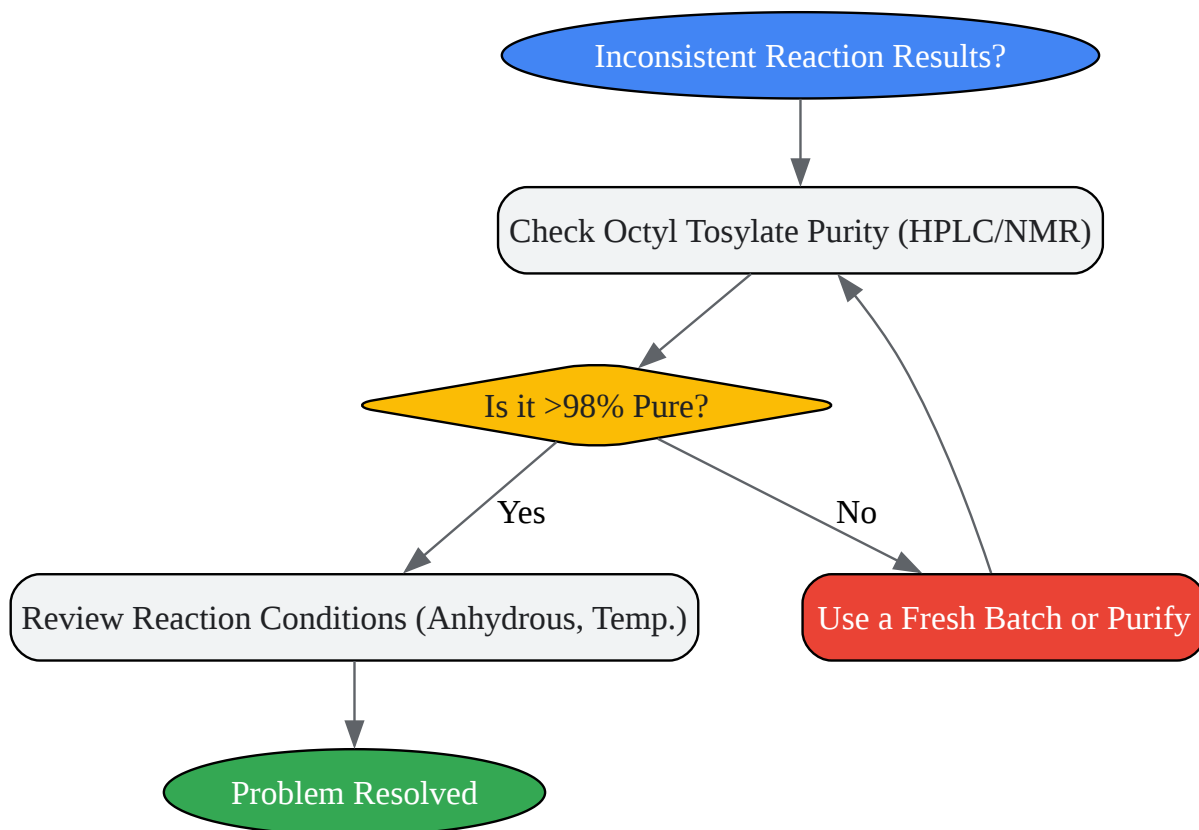 Inconsistent Reaction Results?
Check Octyl Tosylate Purity (HPLC/NMR)
Is it >98% Pure?
Yes
No
Review Reaction Conditions (Anhydrous, Temp.)
Use a Fresh Batch or Purify
Problem Resolved